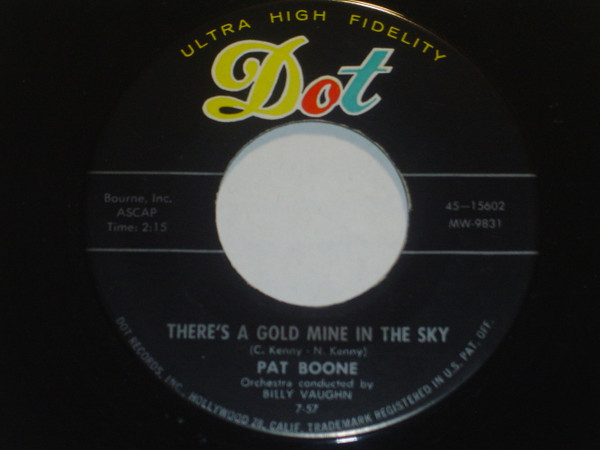 ULTRA HIGH FIDELITY
Dot
Bourne, Inc.
ASCAP
Time: 2:15
45-15602
MW-9831
THERE'S A GOLD MINE IN THE SKY
(C. Kenny - N. Kenny)
PAT BOONE
Orchestra conducted by
BILLY VAUGHN
7-57
DOT RECORDS, INC. HOLLYWOOD 28, CALIF. TRADEMARK REGISTERED IN U.S. PAT. OFF.